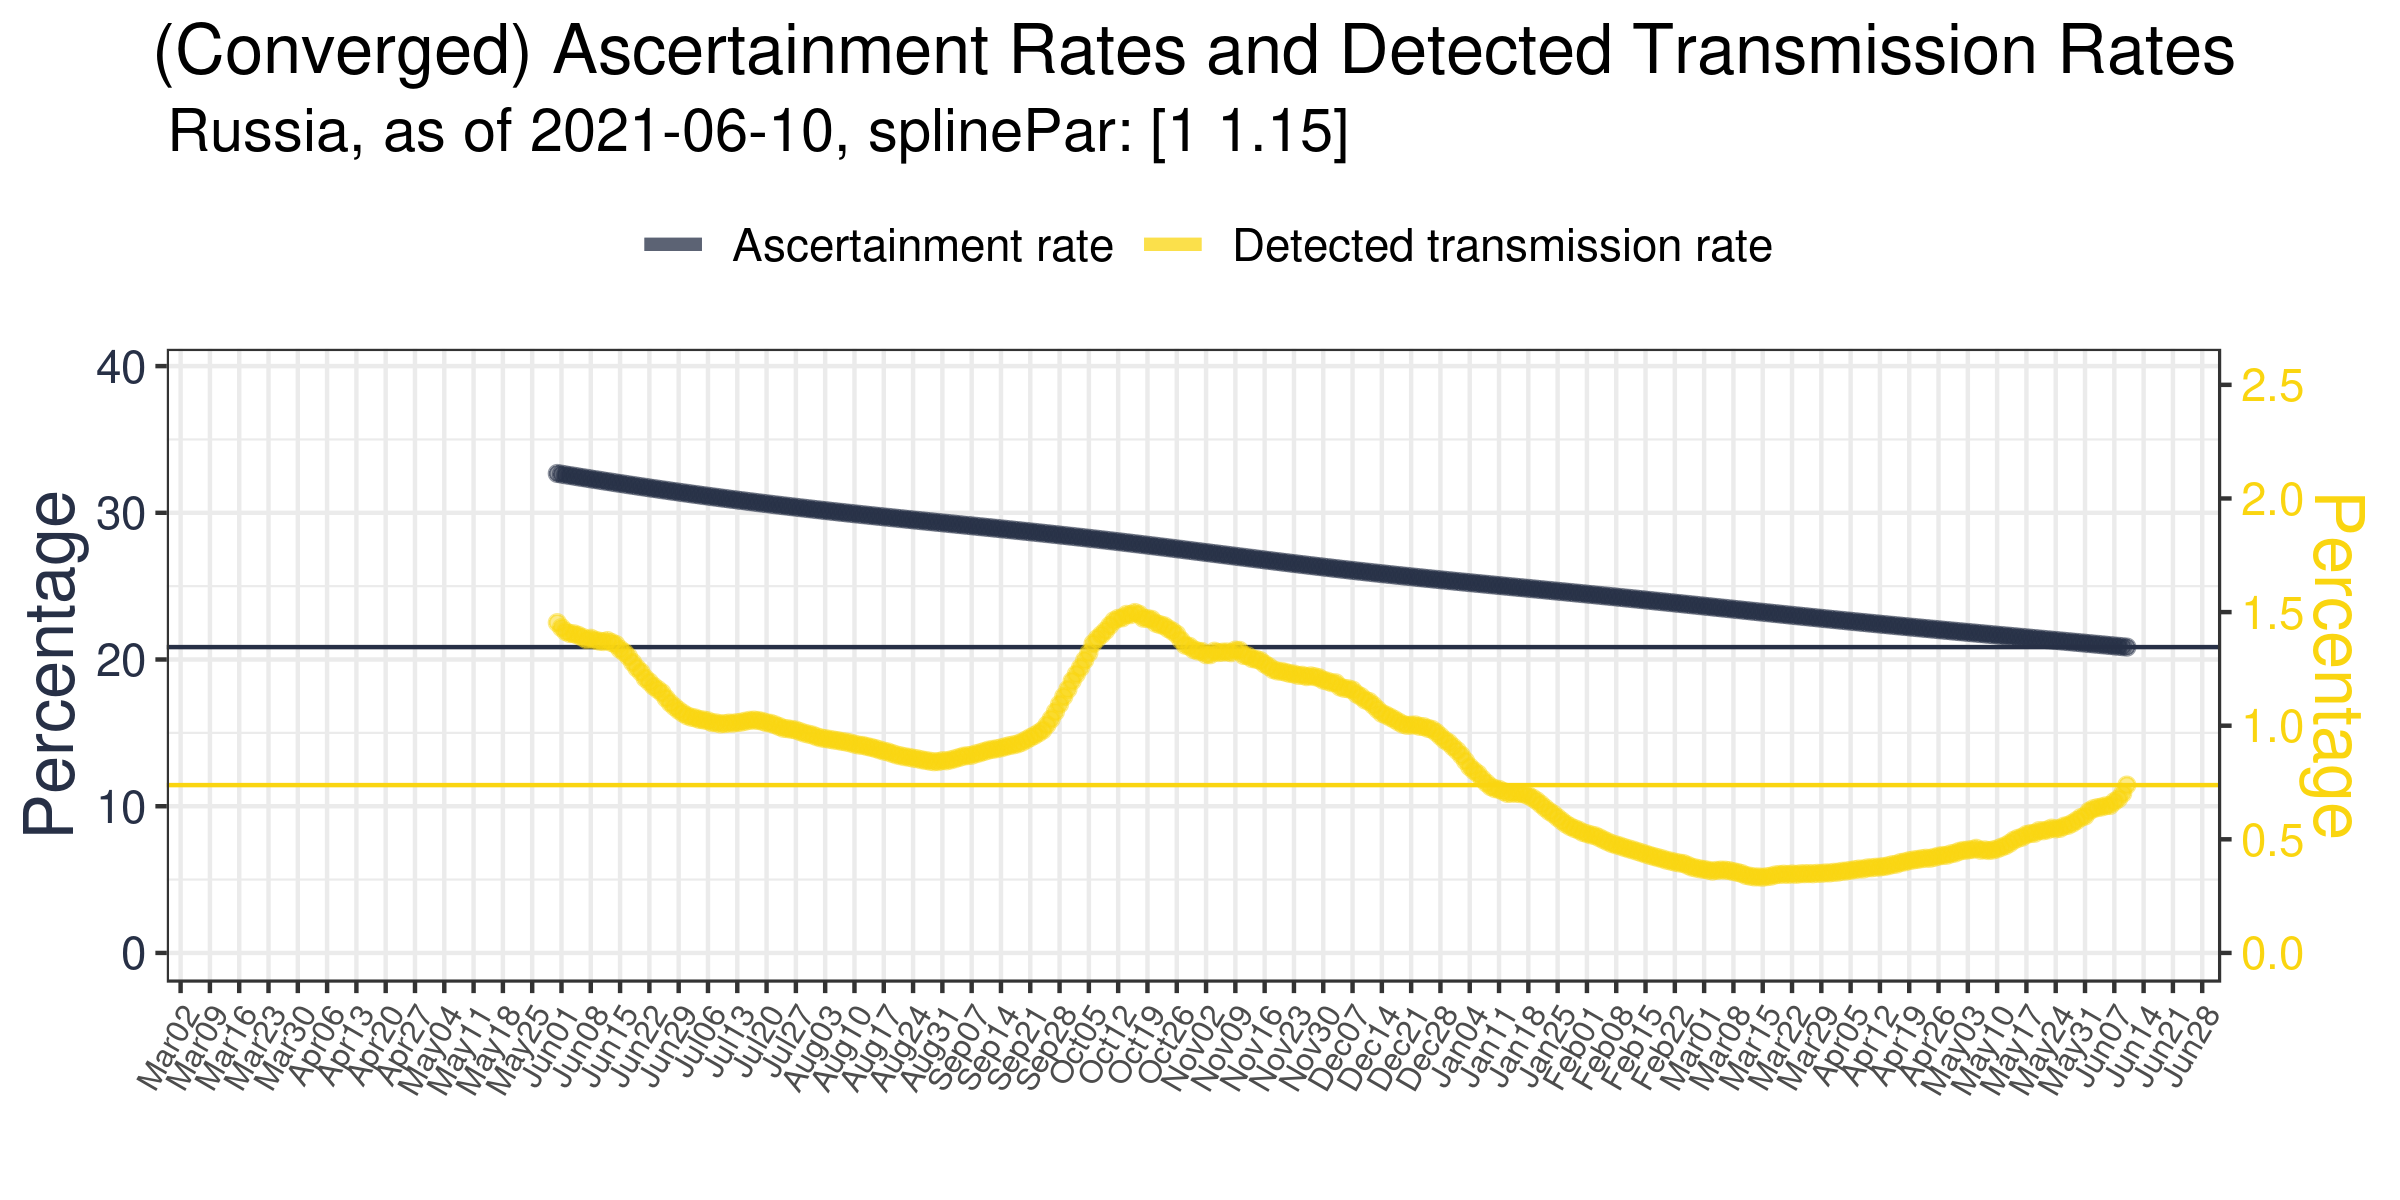 (Converged) Ascertainment Rates and Detected Transmission Rates
Russia, as of 2021-06-10, splinePar: [1 1.15]
Ascertainment rate
Detected transmission rate
Percentage
40
30
20
10
0
2.5
2.0
1.5
1.0
0.5
0.0
Percentage
Mar02
Mar09
Mar16
Mar23
Mar30
Apr06
Apr13
Apr20
Apr27
May04
May11
May18
May25
Jun01
Jun08
Jun15
Jun22
Jun29
Jul06
Jul13
Jul20
Jul27
Aug03
Aug10
Aug17
Aug24
Aug31
Sep07
Sep14
Sep21
Sep28
Oct05
Oct12
Oct19
Oct26
Nov02
Nov09
Nov16
Nov23
Nov30
Dec07
Dec14
Dec21
Dec28
Jan04
Jan11
Jan18
Jan25
Feb01
Feb08
Feb15
Feb22
Mar01
Mar08
Mar15
Mar22
Mar29
Apr05
Apr12
Apr19
Apr26
May03
May10
May17
May24
May31
Jun07
Jun14
Jun21
Jun28